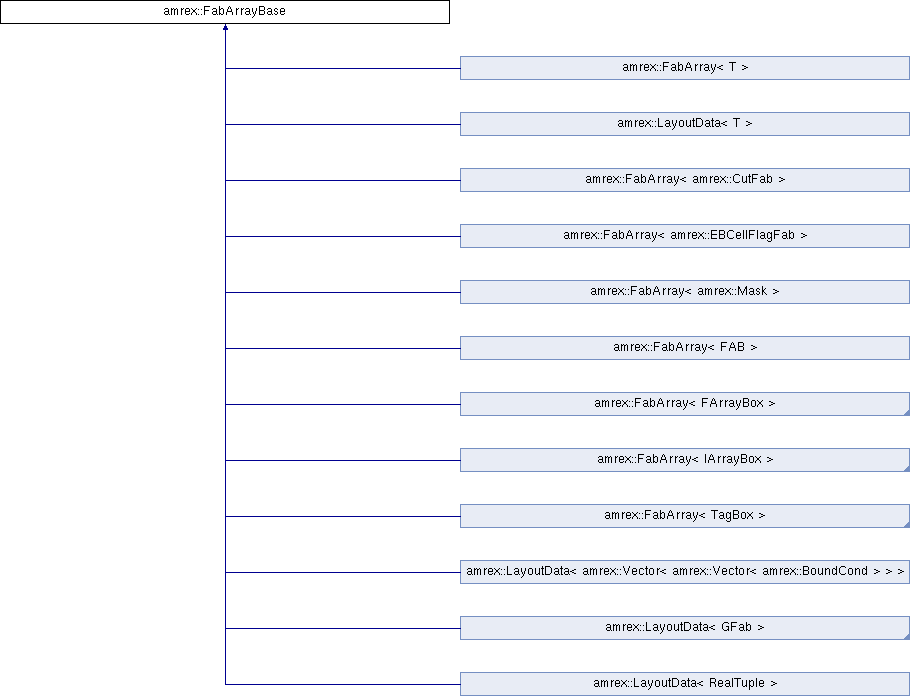 amrex::FabArrayBase
amrex::FabArray< T >
amrex::LayoutData< T >
amrex::FabArray< amrex::CutFab >
amrex::FabArray< amrex::EBCellFlagFab >
amrex::FabArray< amrex::Mask >
amrex::FabArray< FAB >
amrex::FabArray< FArrayBox >
amrex::FabArray< IArrayBox >
amrex::FabArray< TagBox >
amrex::LayoutData< amrex::Vector< amrex::Vector< amrex::BoundCond > > >
amrex::LayoutData< GFab >
amrex::LayoutData< RealTuple >